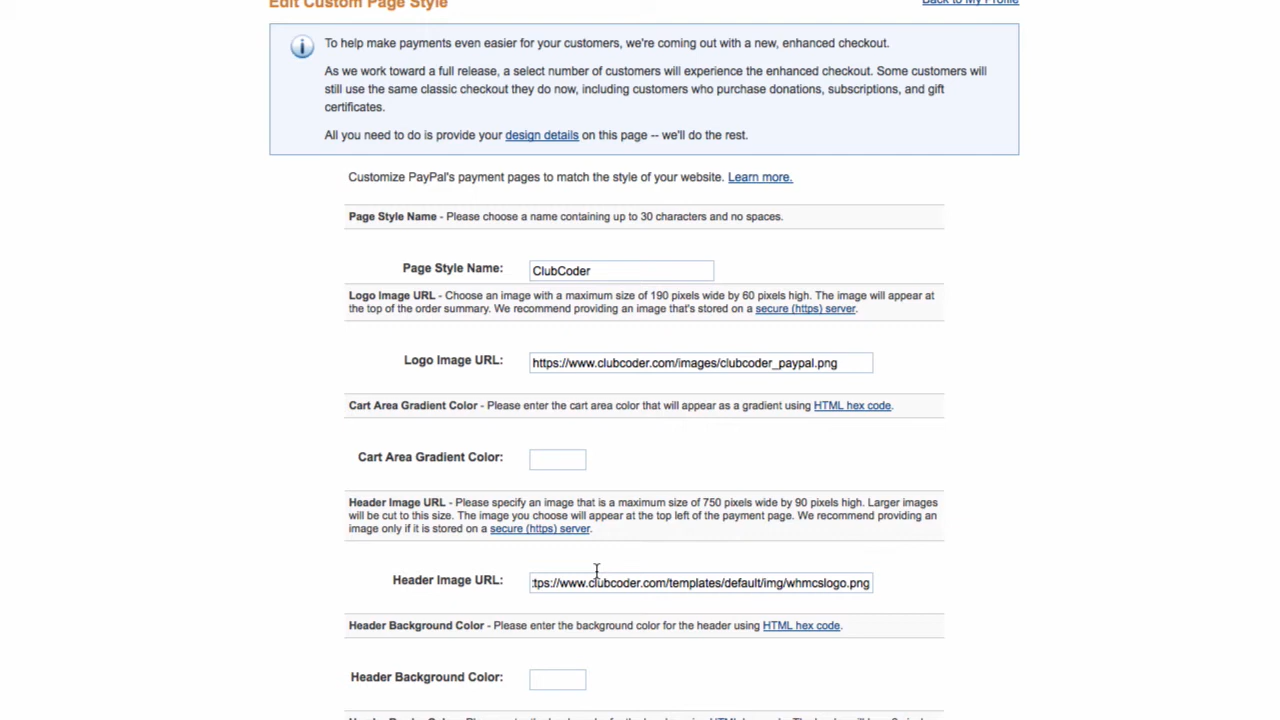 Edit Custom Page Style
Back to My Profile
To help make payments even easier for your customers, we're coming out with a new, enhanced checkout.
As we work toward a full release, a select number of customers will experience the enhanced checkout. Some customers will
still use the same classic checkout they do now, including customers who purchase donations, subscriptions, and gift
certificates.
All you need to do is provide your design details on this page -- we'll do the rest.
Customize PayPal's payment pages to match the style of your website. Learn more.
Page Style Name - Please choose a name containing up to 30 characters and no spaces.
Page Style Name: ClubCoder
Logo Image URL - Choose an image with a maximum size of 190 pixels wide by 60 pixels high. The image will appear at
the top of the order summary. We recommend providing an image that's stored on a secure (https) server.
Logo Image URL: https://www.clubcoder.com/images/clubcoder_paypal.png
Cart Area Gradient Color - Please enter the cart area color that will appear as a gradient using HTML hex code.
Cart Area Gradient Color:
Header Image URL - Please specify an image that is a maximum size of 750 pixels wide by 90 pixels high. Larger images
will be cut to this size. The image you choose will appear at the top left of the payment page. We recommend providing an
image only if it is stored on a secure (https) server.
Header Image URL: tps://www.clubcoder.com/templates/default/img/whmcslogo.png
Header Background Color - Please enter the background color for the header using HTML hex code.
Header Background Color: